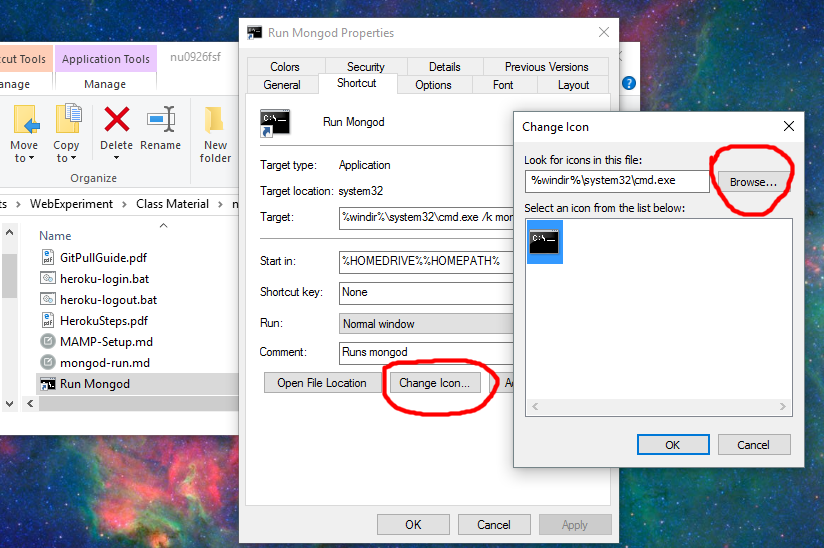 Run Mongod Properties
cut Tools
Application Tools
nu0926fsf
anage
Manage
Move to
Copy to
Delete
Rename
New folder
Organize
ts > WebExperiment > Class Material > n
Name
GitPullGuide.pdf
heroku-login.bat
heroku-logout.bat
HerokuSteps.pdf
MAMP-Setup.md
mongod-run.md
Run Mongod
Colors
Security
Details
Previous Versions
General
Shortcut
Options
Font
Layout
C:\
Run Mongod
Target type: Application
Target location: system32
Target: %windir%\system32\cmd.exe /k mon
Start in: %HOMEDRIVE%%HOMEPATH%
Shortcut key: None
Run: Normal window
Comment: Runs mongod
Open File Location
Change Icon...
OK
Cancel
Apply
Change Icon
Look for icons in this file:
%windir%\system32\cmd.exe
Browse...
Select an icon from the list below:
C:\
OK
Cancel